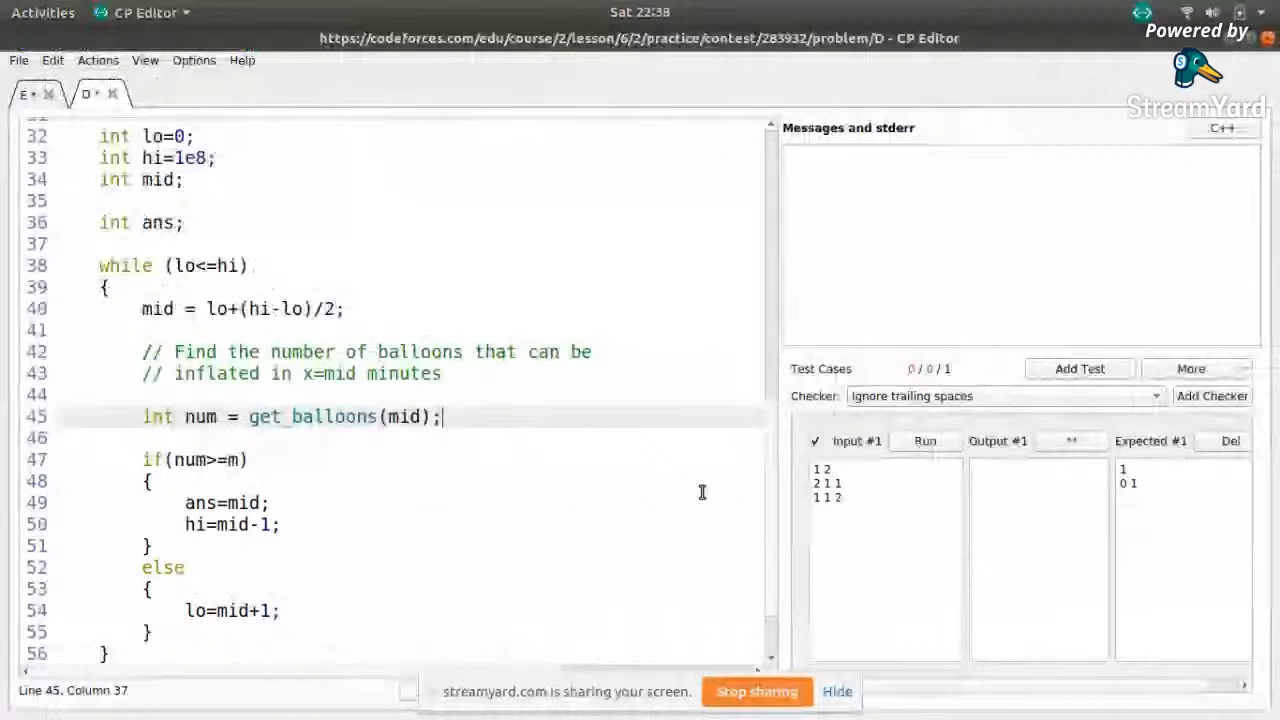 Activities CP Editor Sat 22:38
https://codeforces.com/edu/course/2/lesson/6/2/practice/contest/283932/problem/D - CP Editor
Powered by
StreamYard
File Edit Actions View Options Help
E D
32 int lo=0;
33 int hi=1e8;
34 int mid;
35
36 int ans;
37
38 while (lo<=hi)
39 {
40 mid = lo+(hi-lo)/2;
41
42 // Find the number of balloons that can be
43 // inflated in x=mid minutes
44
45 int num = get_balloons(mid);
46
47 if(num>=m)
48 {
49 ans=mid;
50 hi=mid-1;
51 }
52 else
53 {
54 lo=mid+1;
55 }
56 }
Messages and stderr C++
Test Cases 0 / 0 / 1 Add Test More
Checker: Ignore trailing spaces Add Checker
Input #1 Run Output #1 ** Expected #1 Del
1 2
2 1 1
1 1 2
1
0 1
Line 45, Column 37
streamyard.com is sharing your screen. Stop sharing Hide